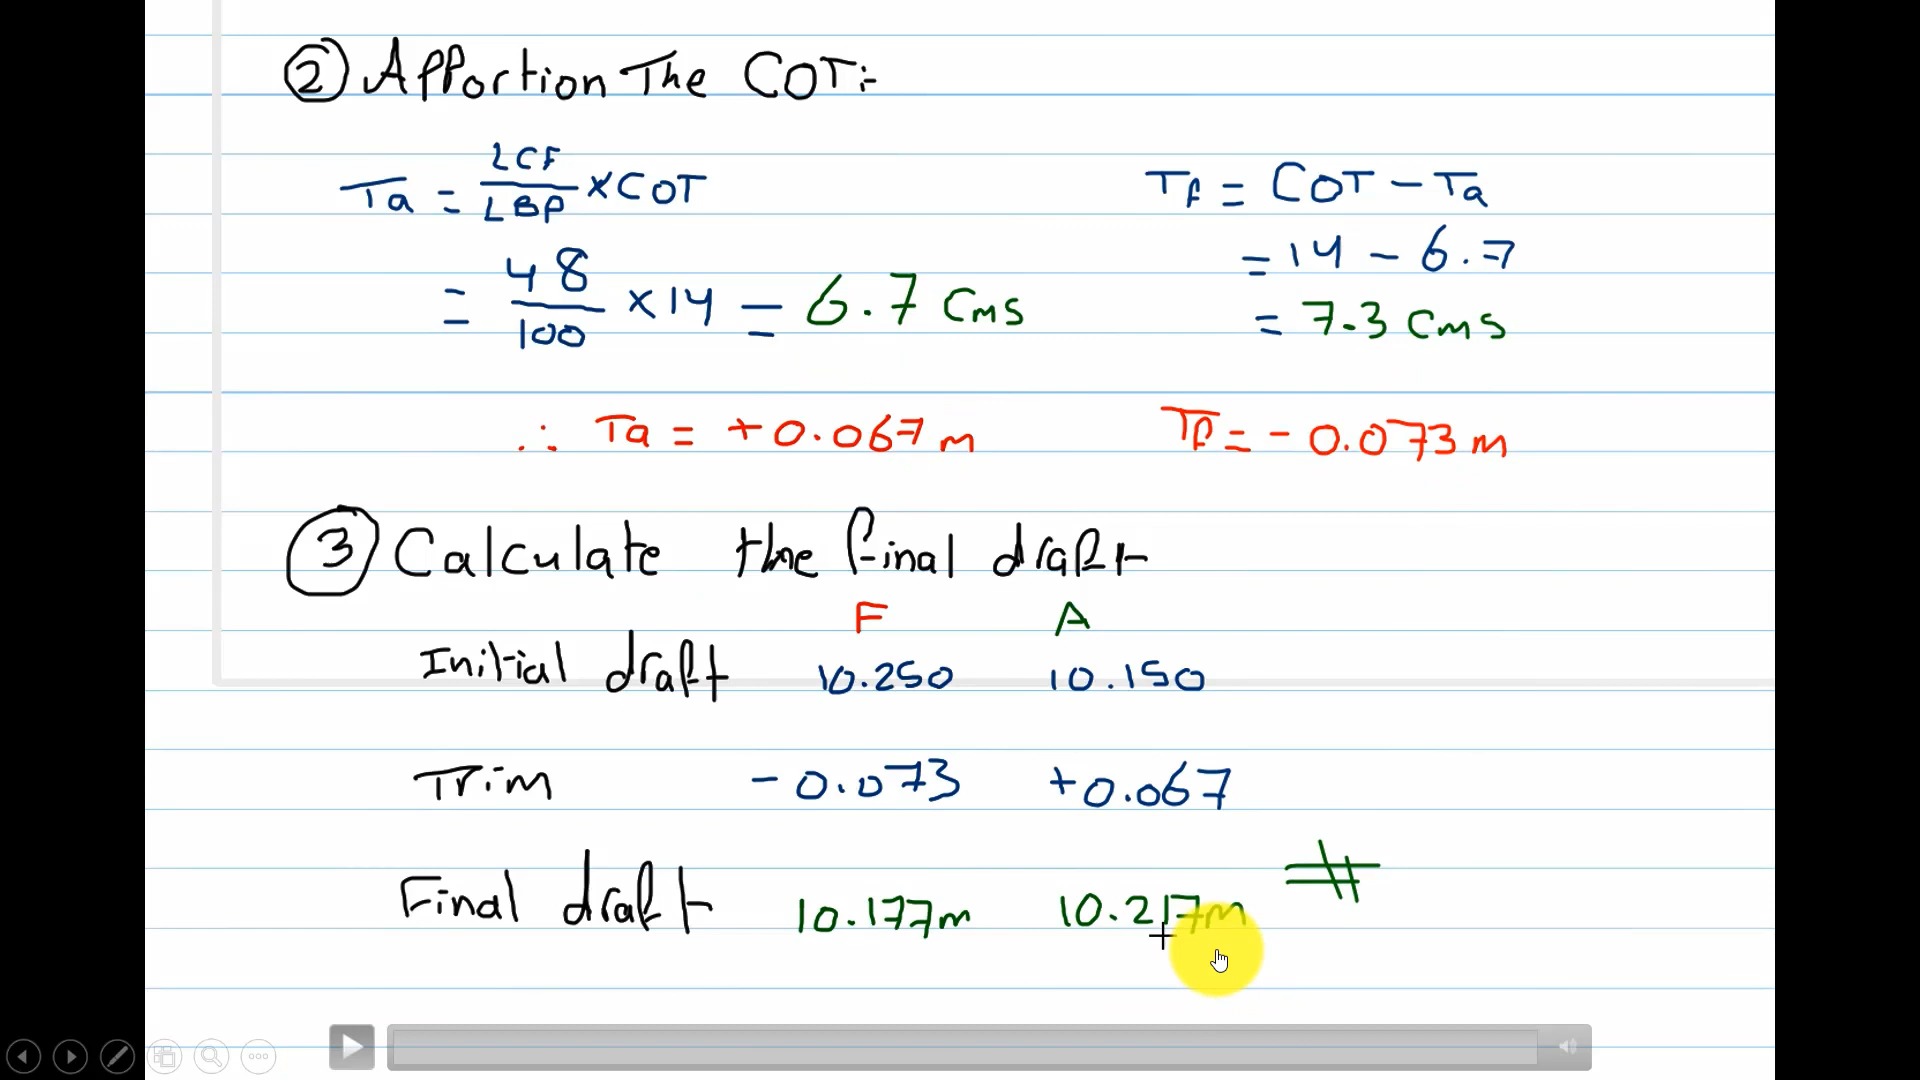 ② Apportion The COT:-
Ta = LCF/LBP × COT
Tf = COT - Ta
= 48/100 × 14 = 6.7 cms
= 14 - 6.7
= 7.3 cms
∴ Ta = +0.067 m
Tf = -0.073 m
③ Calculate the final draft
F A
Initial draft 10.250 10.150
Trim -0.073 +0.067
Final draft 10.177m 10.217m